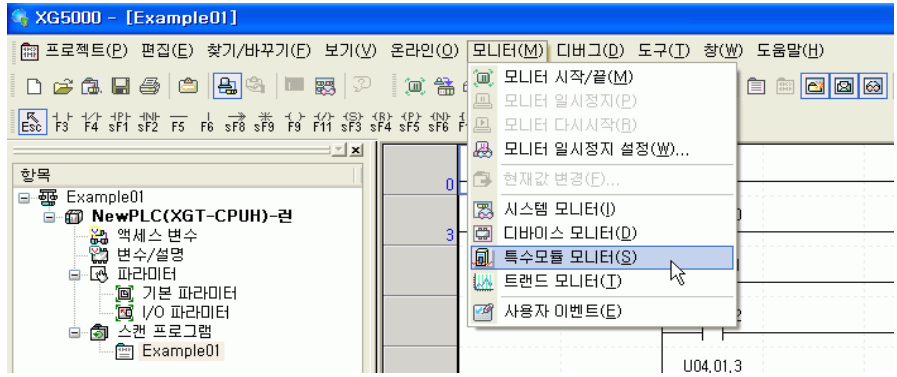 XG5000 - [Example01]
프로젝트(P) 편집(E) 찾기/바꾸기(F) 보기(V) 온라인(O) 모니터(M) 디버그(D) 도구(T) 창(W) 도움말(H)
모니터 시작/끝(M)
모니터 일시정지(P)
모니터 다시시작(R)
모니터 일시정지 설정(W)...
현재값 변경(F)...
시스템 모니터(I)
디바이스 모니터(D)
특수모듈 모니터(S)
트랜드 모니터(T)
사용자 이벤트(E)
Esc F3 F4 sF1 sF2 F5 F6 sF8 sF9 F9 F11 sF3 sF4 sF5 sF6
항목
Example01
NewPLC(XGT-CPUH)-런
액세스 변수
변수/설명
파라미터
기본 파라미터
I/O 파라미터
스캔 프로그램
Example01
0
3
2
U04,01,3